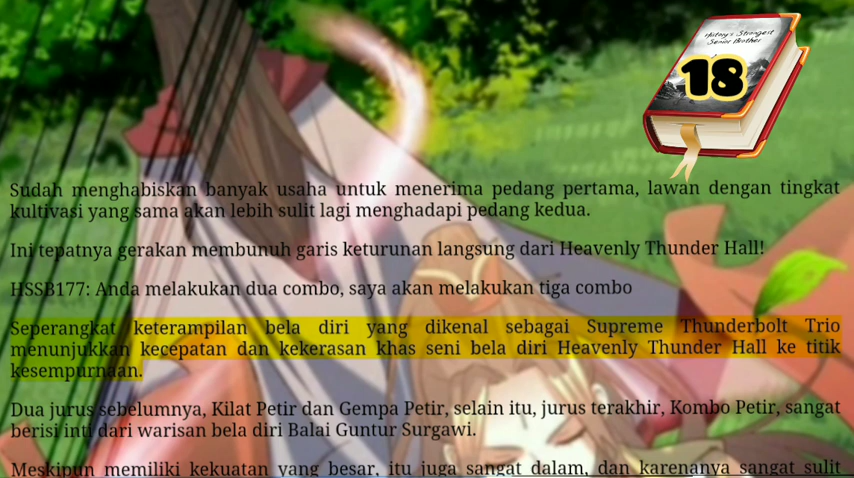 History's Strongest
Senior Brother
18
Sudah menghabiskan banyak usaha untuk menerima pedang pertama, lawan dengan tingkat
kultivasi yang sama akan lebih sulit lagi menghadapi pedang kedua.
Ini tepatnya gerakan membunuh garis keturunan langsung dari Heavenly Thunder Hall!
HSSB177: Anda melakukan dua combo, saya akan melakukan tiga combo
Seperangkat keterampilan bela diri yang dikenal sebagai Supreme Thunderbolt Trio
menunjukkan kecepatan dan kekerasan khas seni bela diri Heavenly Thunder Hall ke titik
kesempurnaan.
Dua jurus sebelumnya, Kilat Petir dan Gempa Petir, selain itu, jurus terakhir, Kombo Petir, sangat
berisi inti dari warisan bela diri Balai Guntur Surgawi.
Meskipun memiliki kekuatan yang besar, itu juga sangat dalam, dan karenanya sangat sulit